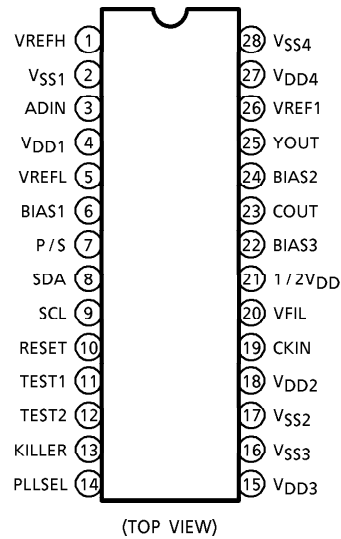 VREFH 1 28 VSS4
VSS1 2 27 VDD4
ADIN 3 26 VREF1
VDD1 4 25 YOUT
VREFL 5 24 BIAS2
BIAS1 6 23 COUT
P/S 7 22 BIAS3
SDA 8 21 1/2VDD
SCL 9 20 VFIL
RESET 10 19 CKIN
TEST1 11 18 VDD2
TEST2 12 17 VSS2
KILLER 13 16 VSS3
PLLSEL 14 15 VDD3
(TOP VIEW)